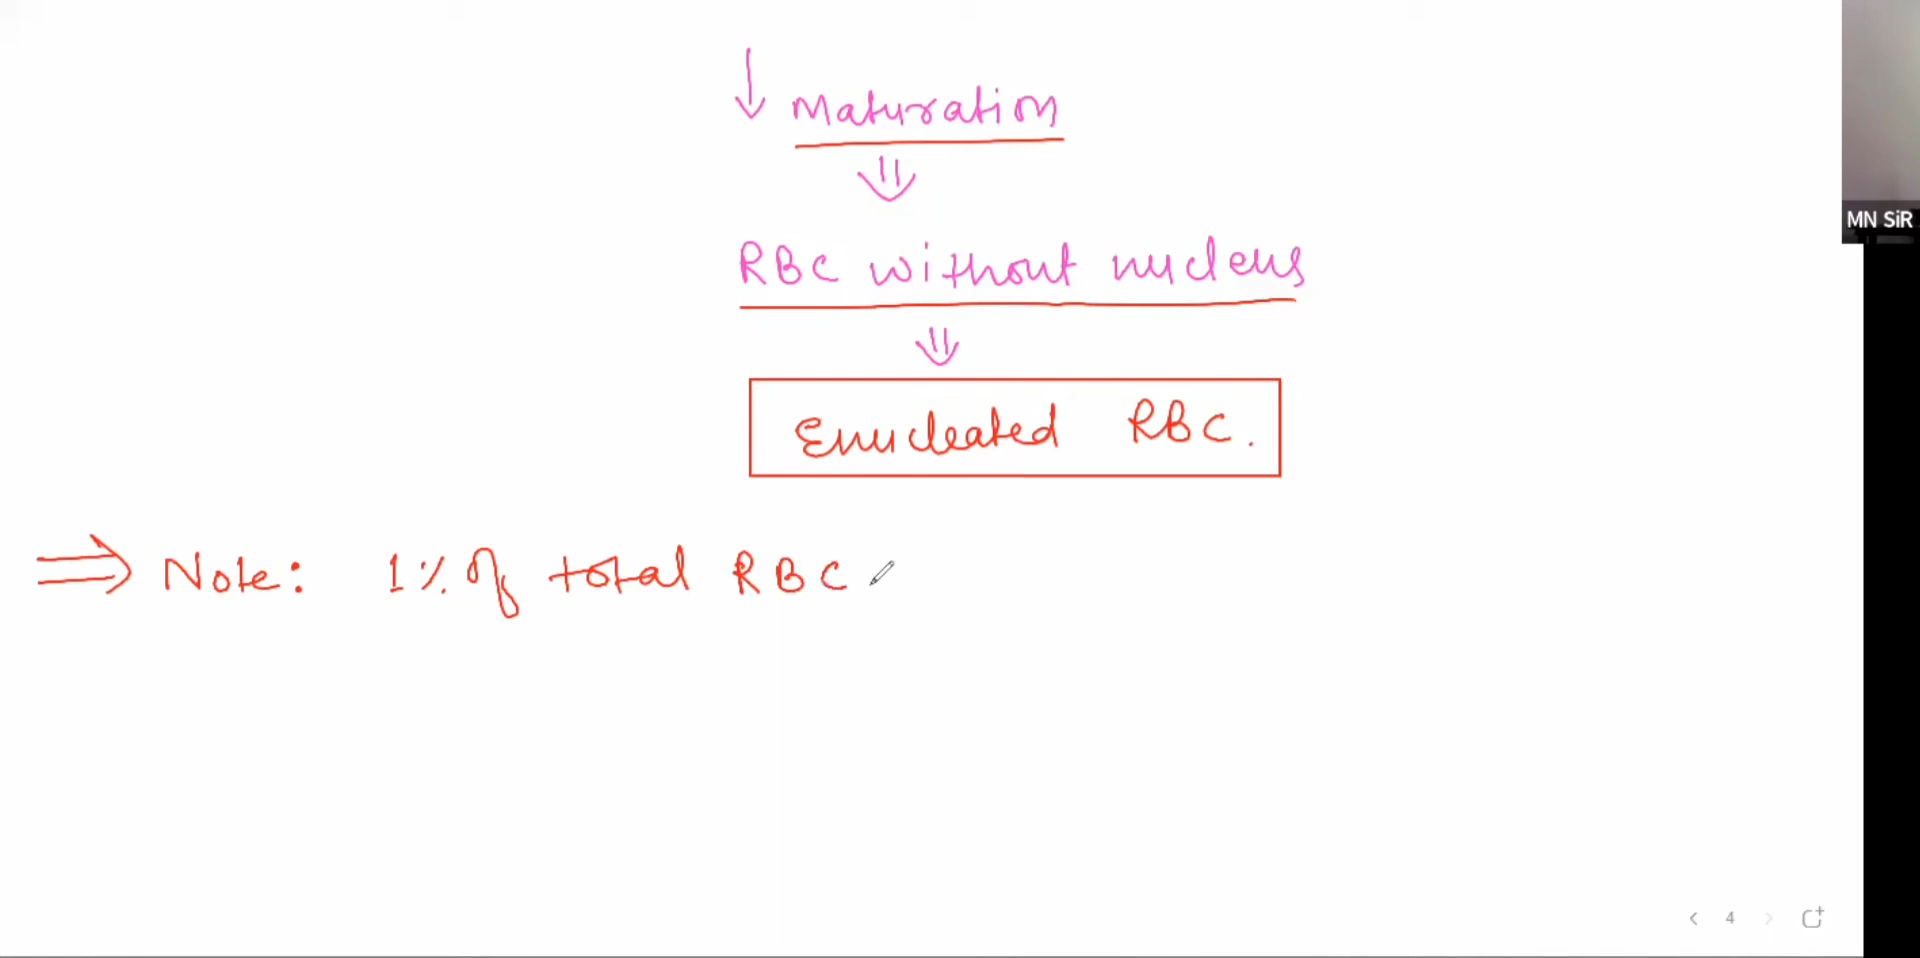 ↓ Maturation
⇓
RBC without nucleus
⇓
Enucleated RBC.
⇒ Note: 1% of total RBC
MN SiR
< 4 >